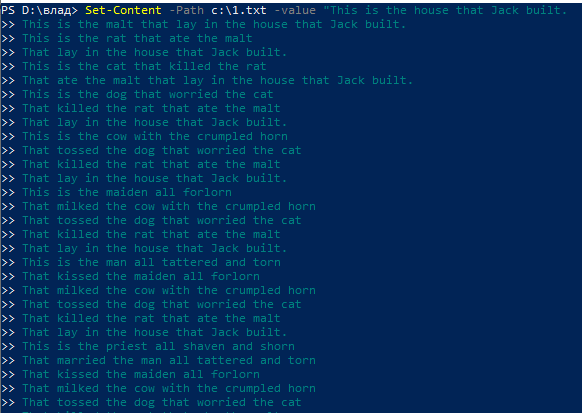 PS D:\влад> Set-Content -Path c:\1.txt -value "This is the house that Jack built.
>> This is the malt that lay in the house that Jack built.
>> This is the rat that ate the malt
>> That lay in the house that Jack built.
>> This is the cat that killed the rat
>> That ate the malt that lay in the house that Jack built.
>> This is the dog that worried the cat
>> That killed the rat that ate the malt
>> That lay in the house that Jack built.
>> This is the cow with the crumpled horn
>> That tossed the dog that worried the cat
>> That killed the rat that ate the malt
>> That lay in the house that Jack built.
>> This is the maiden all forlorn
>> That milked the cow with the crumpled horn
>> That tossed the dog that worried the cat
>> That killed the rat that ate the malt
>> That lay in the house that Jack built.
>> This is the man all tattered and torn
>> That kissed the maiden all forlorn
>> That milked the cow with the crumpled horn
>> That tossed the dog that worried the cat
>> That killed the rat that ate the malt
>> That lay in the house that Jack built.
>> This is the priest all shaven and shorn
>> That married the man all tattered and torn
>> That kissed the maiden all forlorn
>> That milked the cow with the crumpled horn
>> That tossed the dog that worried the cat